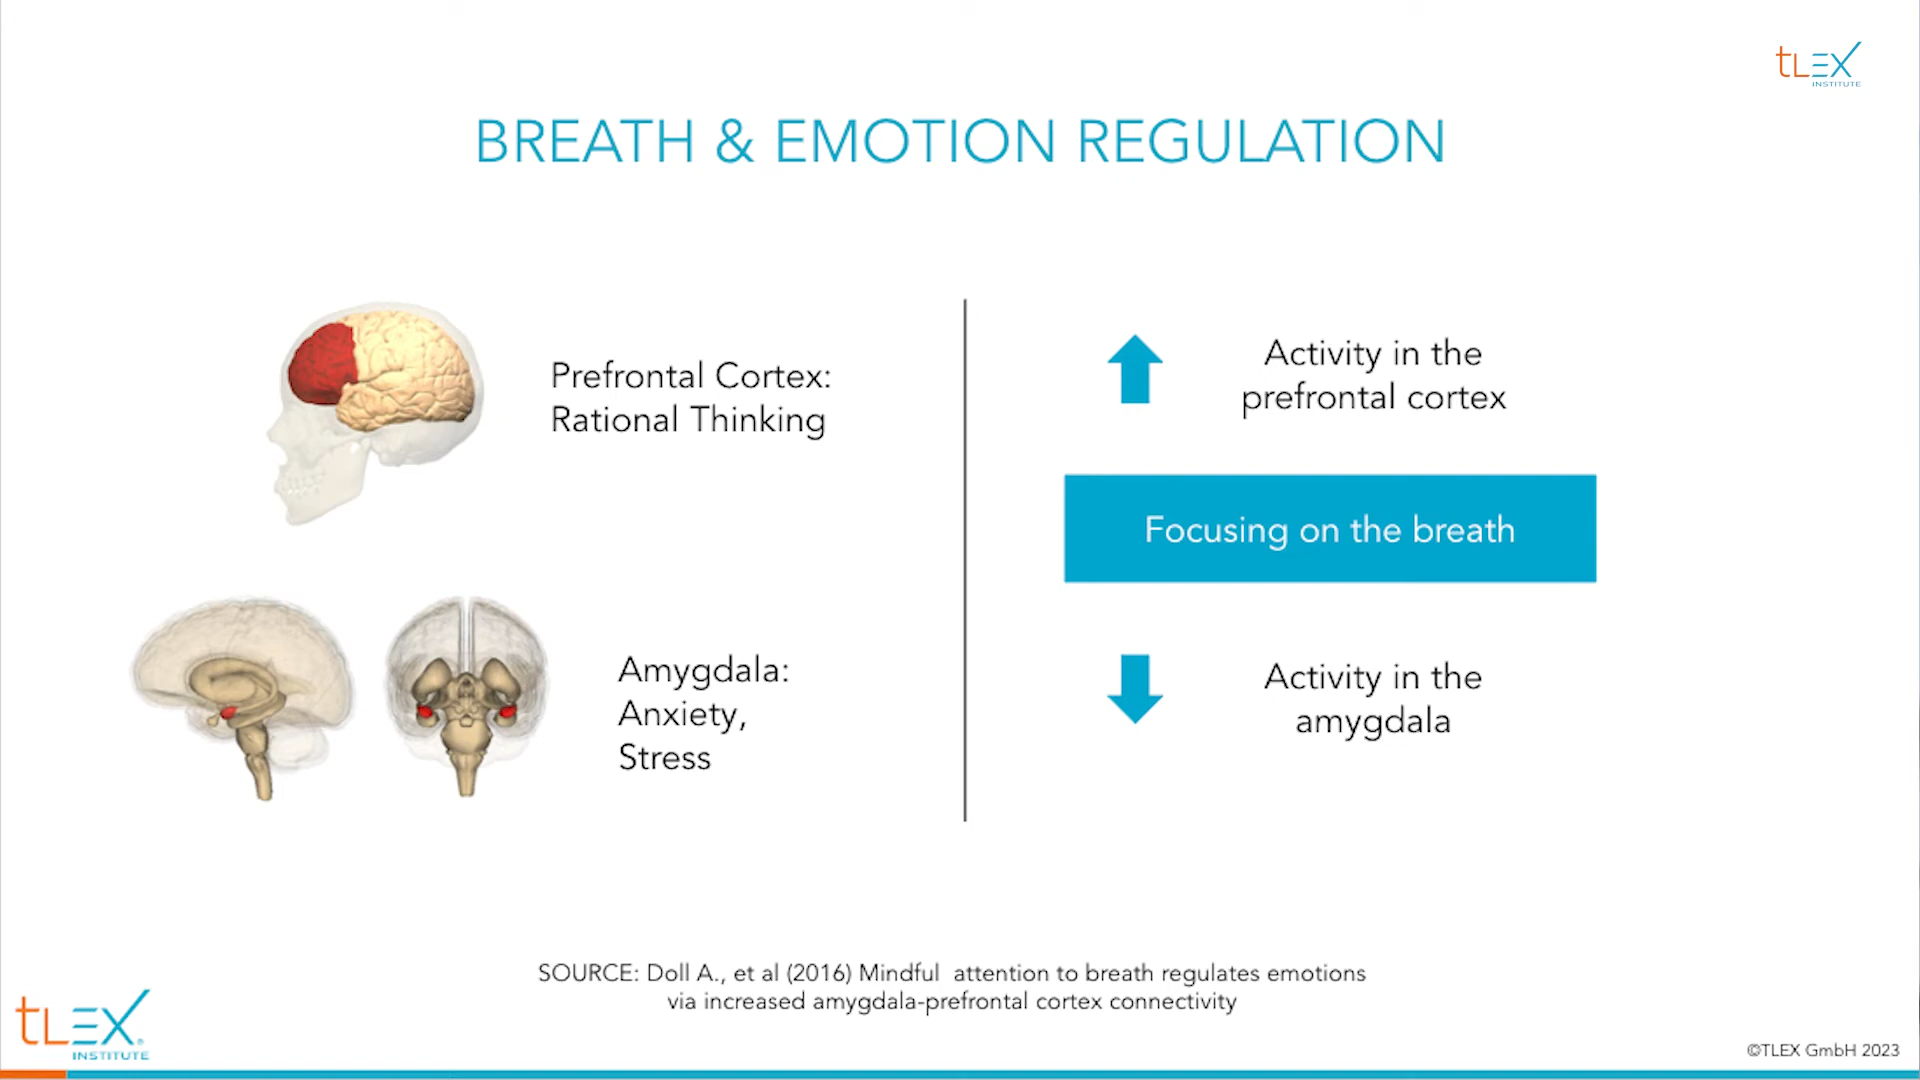 tLEX
INSTITUTE
BREATH & EMOTION REGULATION
Prefrontal Cortex:
Rational Thinking
Amygdala:
Anxiety,
Stress
Activity in the
prefrontal cortex
Focusing on the breath
Activity in the
amygdala
SOURCE: Doll A., et al (2016) Mindful  attention to breath regulates emotions
via increased amygdala-prefrontal cortex connectivity
tLEX®
INSTITUTE
©TLEX GmbH 2023